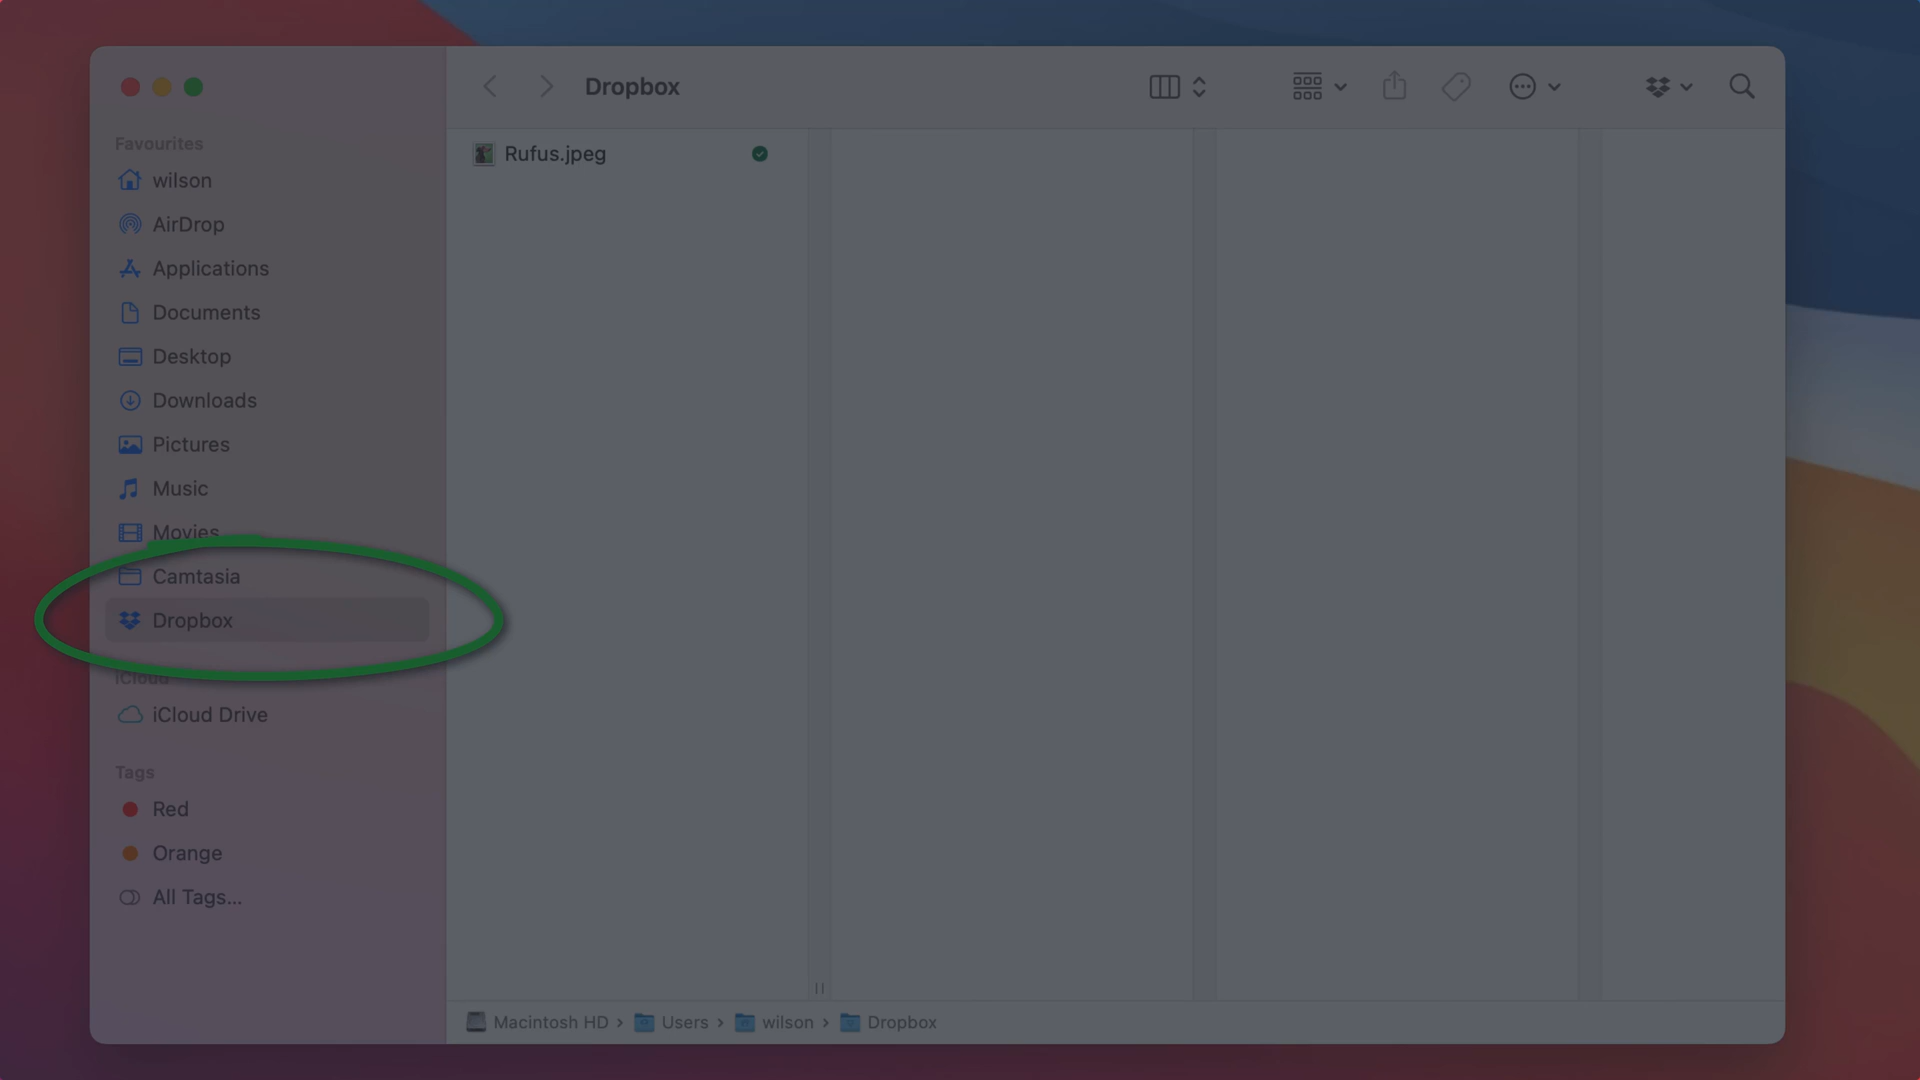 Dropbox
Favourites
wilson
AirDrop
Applications
Documents
Desktop
Downloads
Pictures
Music
Movies
Camtasia
Dropbox
iCloud
iCloud Drive
Tags
Red
Orange
All Tags...
Rufus.jpeg
Macintosh HD › Users › wilson › Dropbox